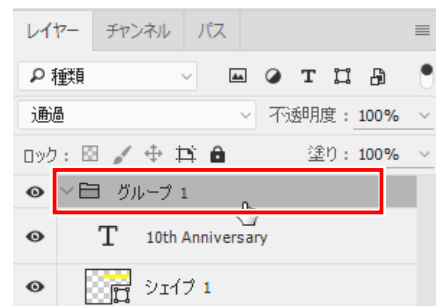 レイヤー チャンネル パス
種類
通過 不透明度： 100%
ロック： 塗り： 100%
グループ 1
T 10th Anniversary
シェイプ 1